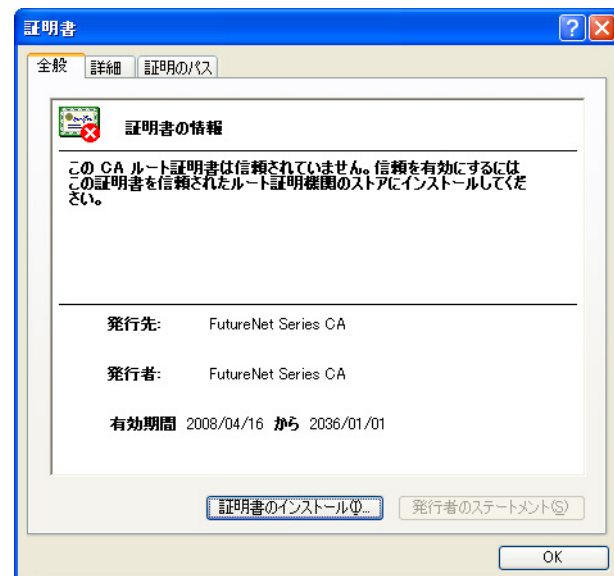 証明書
全般 詳細 証明のパス
証明書の情報
この CA ルート証明書は信頼されていません。信頼を有効にするには
この証明書を信頼されたルート証明機関のストアにインストールしてくだ
さい。
発行先: FutureNet Series CA
発行者: FutureNet Series CA
有効期間 2008/04/16 から 2036/01/01
証明書のインストール(I)... 発行者のステートメント(S)
OK